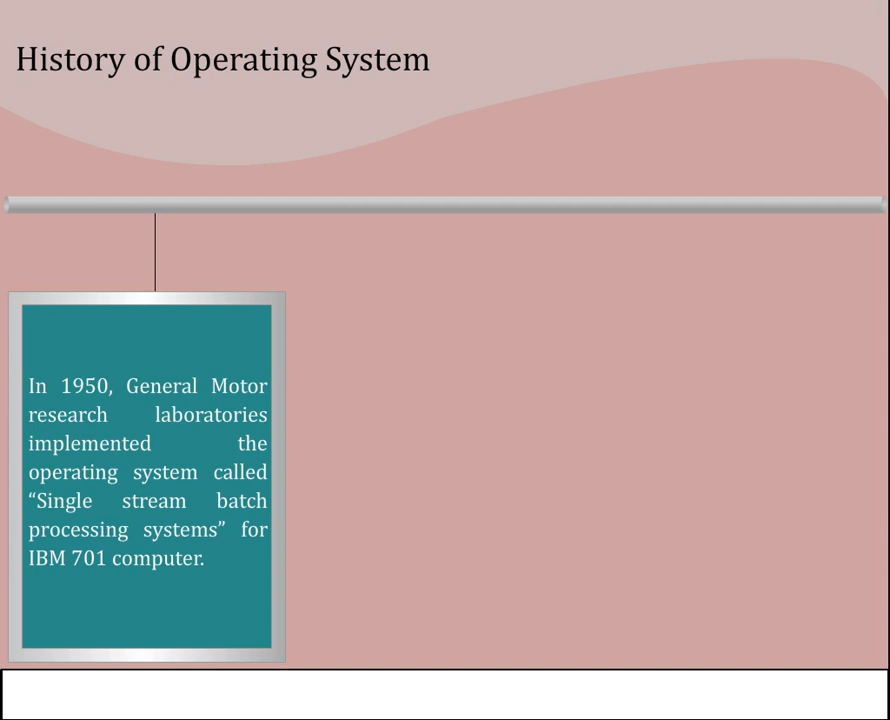 History of Operating System
In 1950, General Motor
research laboratories
implemented the
operating system called
“Single stream batch
processing systems” for
IBM 701 computer.